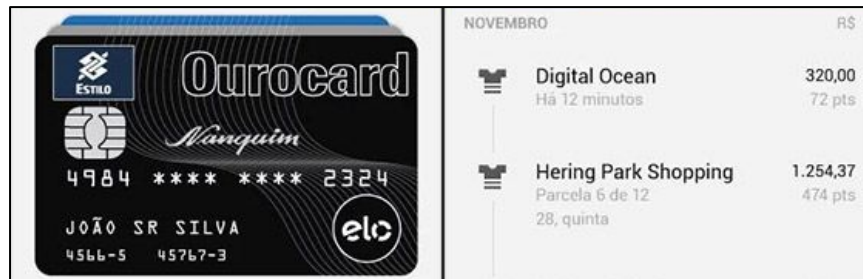 ESTILO
Ourocard
Nanquim
4984 **** **** 2324
JOÃO SR SILVA
4566-5 45767-3
elo
NOVEMBRO R$
Digital Ocean 320,00
Há 12 minutos 72 pts
Hering Park Shopping 1.254,37
Parcela 6 de 12 474 pts
28, quinta